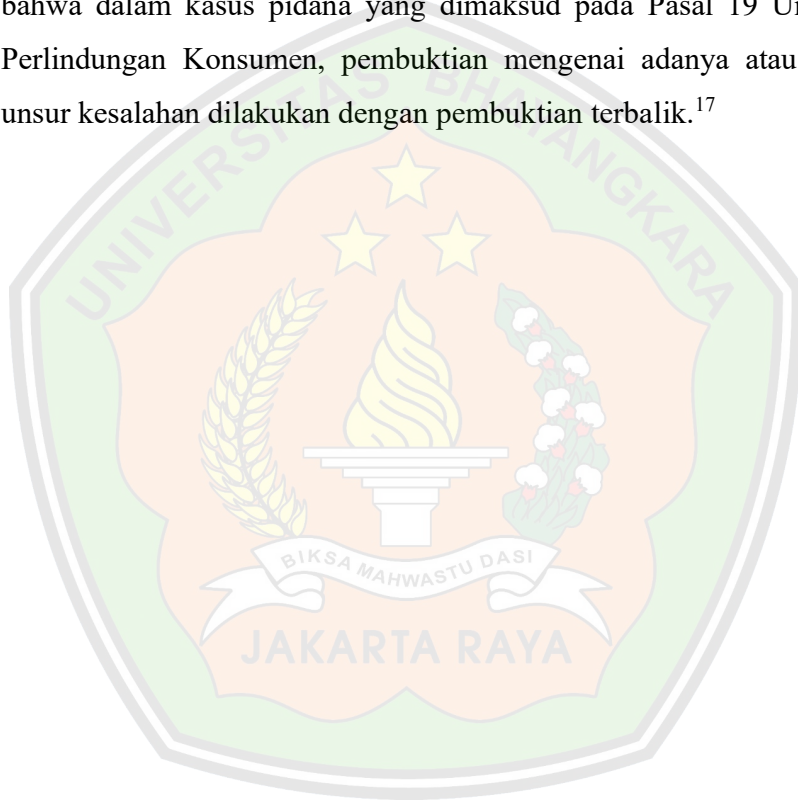 bahwa dalam kasus pidana yang dimaksud pada Pasal 19
Perlindungan Konsumen, pembuktian mengenai adanya atau
unsur kesalahan dilakukan dengan pembuktian terbalik.17
UNIVERSITAS BHAYANGKARA
BIKSA MAHWASTU DASI
JAKARTA RAYA